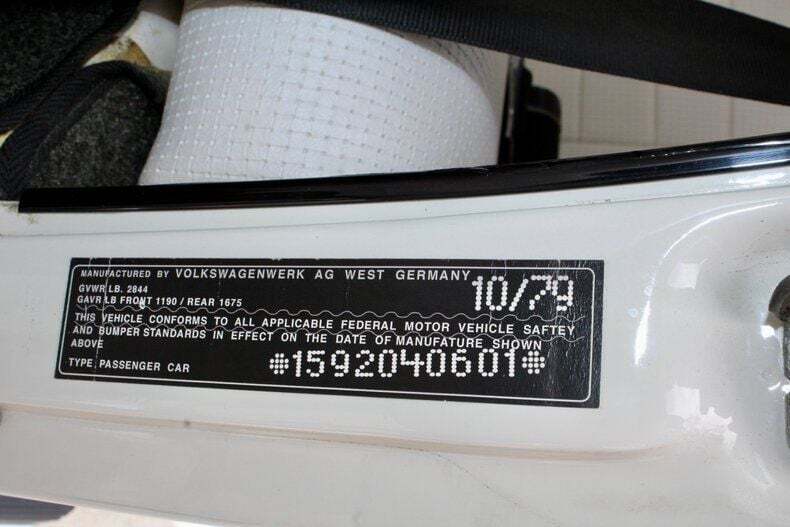 MANUFACTURED BY VOLKSWAGENWERK AG WEST GERMANY 10/79
GVWR LB. 2844
GAVR LB FRONT 1190 / REAR 1675
THIS VEHICLE CONFORMS TO ALL APPLICABLE FEDERAL MOTOR VEHICLE SAFTEY
AND BUMPER STANDARDS IN EFFECT ON THE DATE OF MANUFATURE SHOWN
ABOVE
TYPE, PASSENGER CAR 1592040601